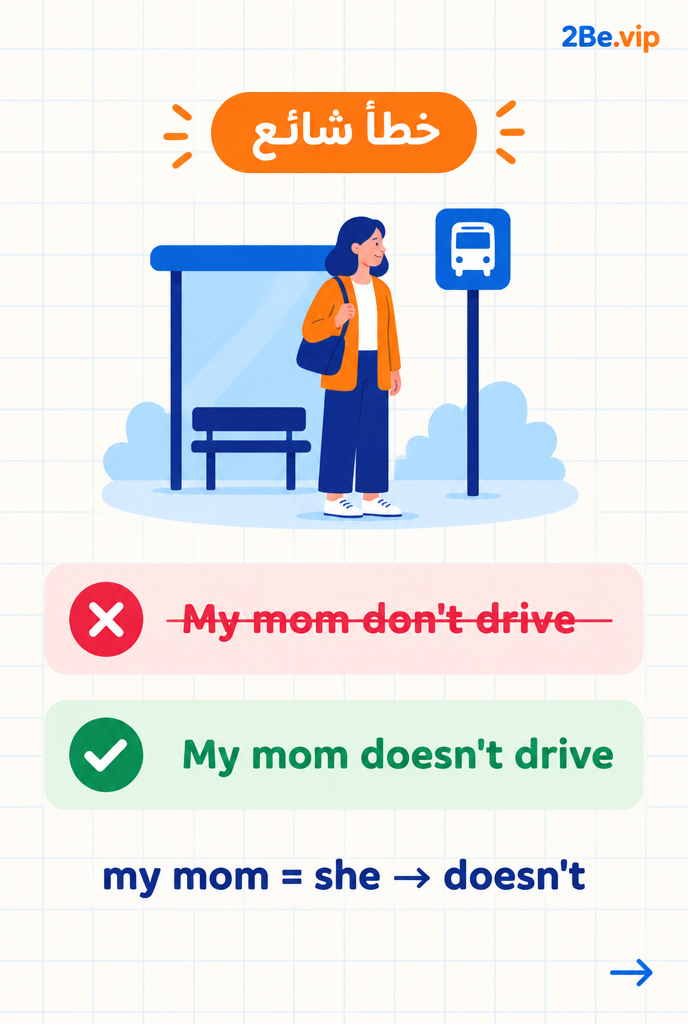 2Be.vip
خطأ شائع
My mom don't drive
My mom doesn't drive
my mom = she → doesn't
→